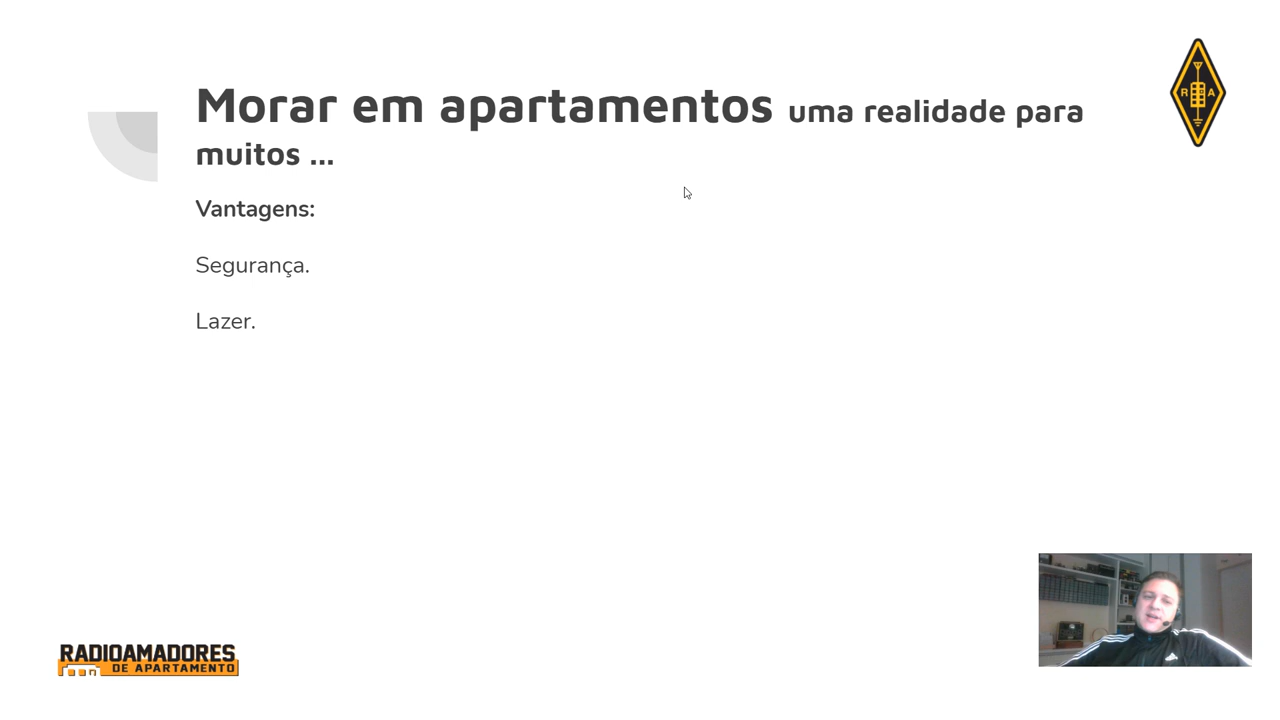 Morar em apartamentos uma realidade para
muitos ...
R A
Vantagens:
Segurança.
Lazer.
RADIOAMADORES
DE APARTAMENTO